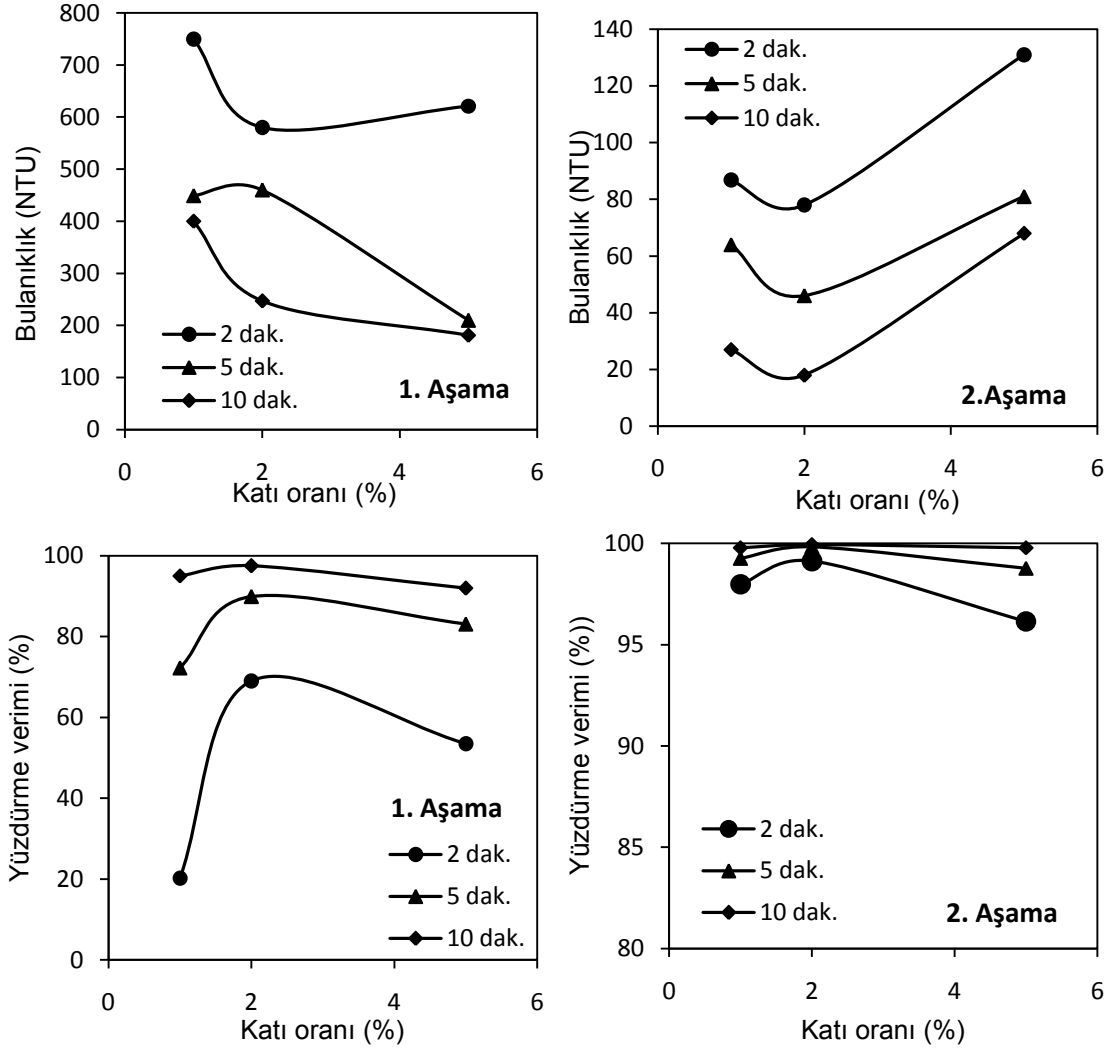 800
700
600
500
400
300
200
100
0
Bulanıklık (NTU)
2 dak.
5 dak.
10 dak.
1. Aşama
0 2 4 6
Katı oranı (%)
140
120
100
80
60
40
20
0
Bulanıklık (NTU)
2 dak.
5 dak.
10 dak.
2.Aşama
0 2 4 6
Katı oranı (%)
100
80
60
40
20
0
Yüzdürme verimi (%)
1. Aşama
2 dak.
5 dak.
10 dak.
0 2 4 6
Katı oranı (%)
100
95
90
85
80
Yüzdürme verimi (%))
2 dak.
5 dak.
10 dak.
2. Aşama
0 2 4 6
Katı oranı (%)